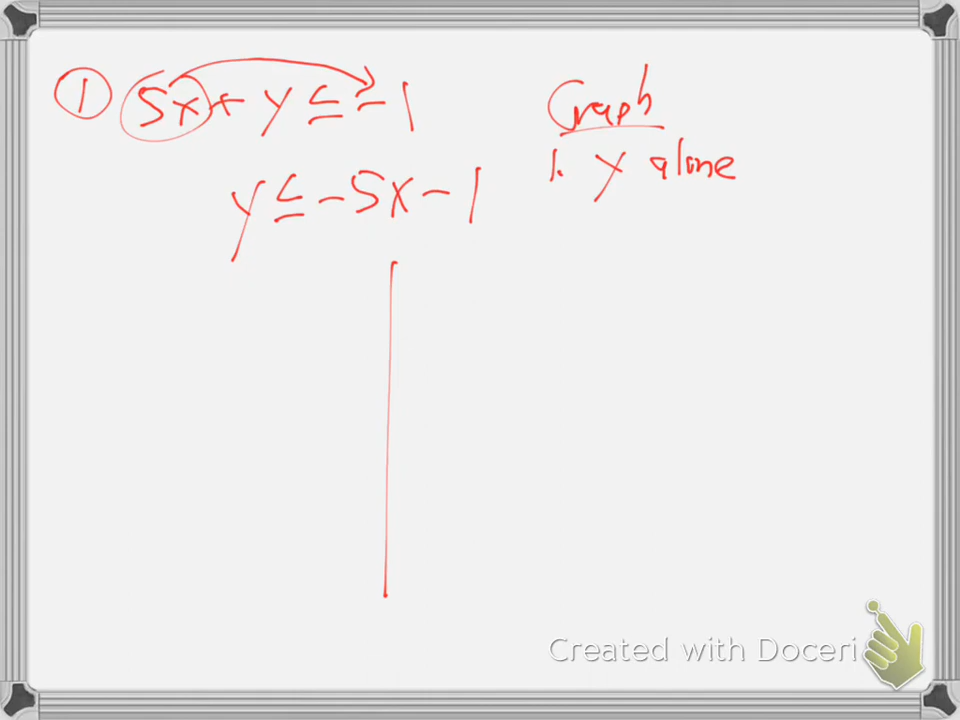 ① 5x + y ≤ -1
Graph
1. y alone
y ≤ -5x - 1
Created with Doceri